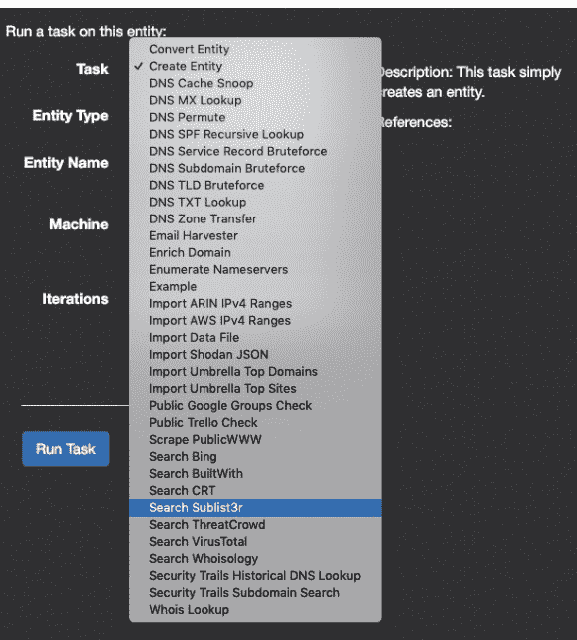 Run a task on this entity:
Task
Entity Type
Entity Name
Machine
Iterations
Run Task
Convert Entity
✓ Create Entity
DNS Cache Snoop
DNS MX Lookup
DNS Permute
DNS SPF Recursive Lookup
DNS Service Record Bruteforce
DNS Subdomain Bruteforce
DNS TLD Bruteforce
DNS TXT Lookup
DNS Zone Transfer
Email Harvester
Enrich Domain
Enumerate Nameservers
Example
Import ARIN IPv4 Ranges
Import AWS IPv4 Ranges
Import Data File
Import Shodan JSON
Import Umbrella Top Domains
Import Umbrella Top Sites
Public Google Groups Check
Public Trello Check
Scrape PublicWWW
Search Bing
Search BuiltWith
Search CRT
Search Sublist3r
Search ThreatCrowd
Search VirusTotal
Search Whoisology
Security Trails Historical DNS Lookup
Security Trails Subdomain Search
Whois Lookup
Description: This task simply
creates an entity.
References: